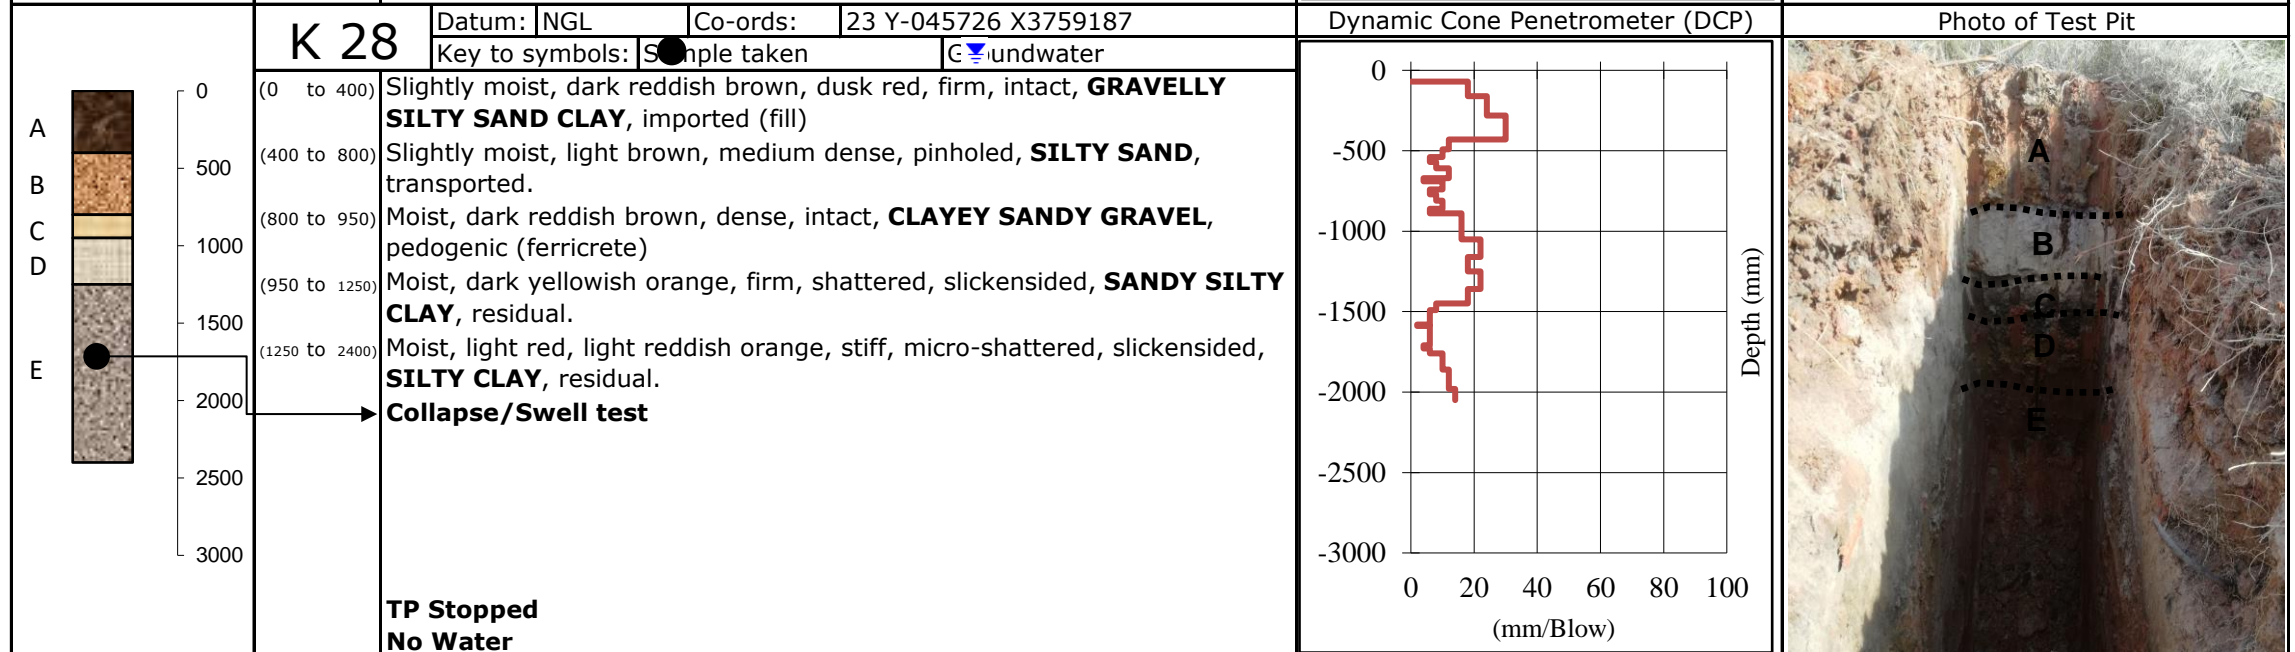 K 28
Datum: NGL Co-ords: 23 Y-045726 X3759187
Key to symbols: S mple taken G undwater
Dynamic Cone Penetrometer (DCP)
Photo of Test Pit
A
B
C
D
E
0
500
1000
1500
2000
2500
3000
(0 to 400) Slightly moist, dark reddish brown, dusk red, firm, intact, GRAVELLY
SILTY SAND CLAY, imported (fill)
(400 to 800) Slightly moist, light brown, medium dense, pinholed, SILTY SAND,
transported.
(800 to 950) Moist, dark reddish brown, dense, intact, CLAYEY SANDY GRAVEL,
pedogenic (ferricrete)
(950 to 1250) Moist, dark yellowish orange, firm, shattered, slickensided, SANDY SILTY
CLAY, residual.
(1250 to 2400) Moist, light red, light reddish orange, stiff, micro-shattered, slickensided,
SILTY CLAY, residual.
Collapse/Swell test
TP Stopped
No Water
0
-500
-1000
-1500
-2000
-2500
-3000
0 20 40 60 80 100
(mm/Blow)
Depth (mm)
A
B
C
D
E